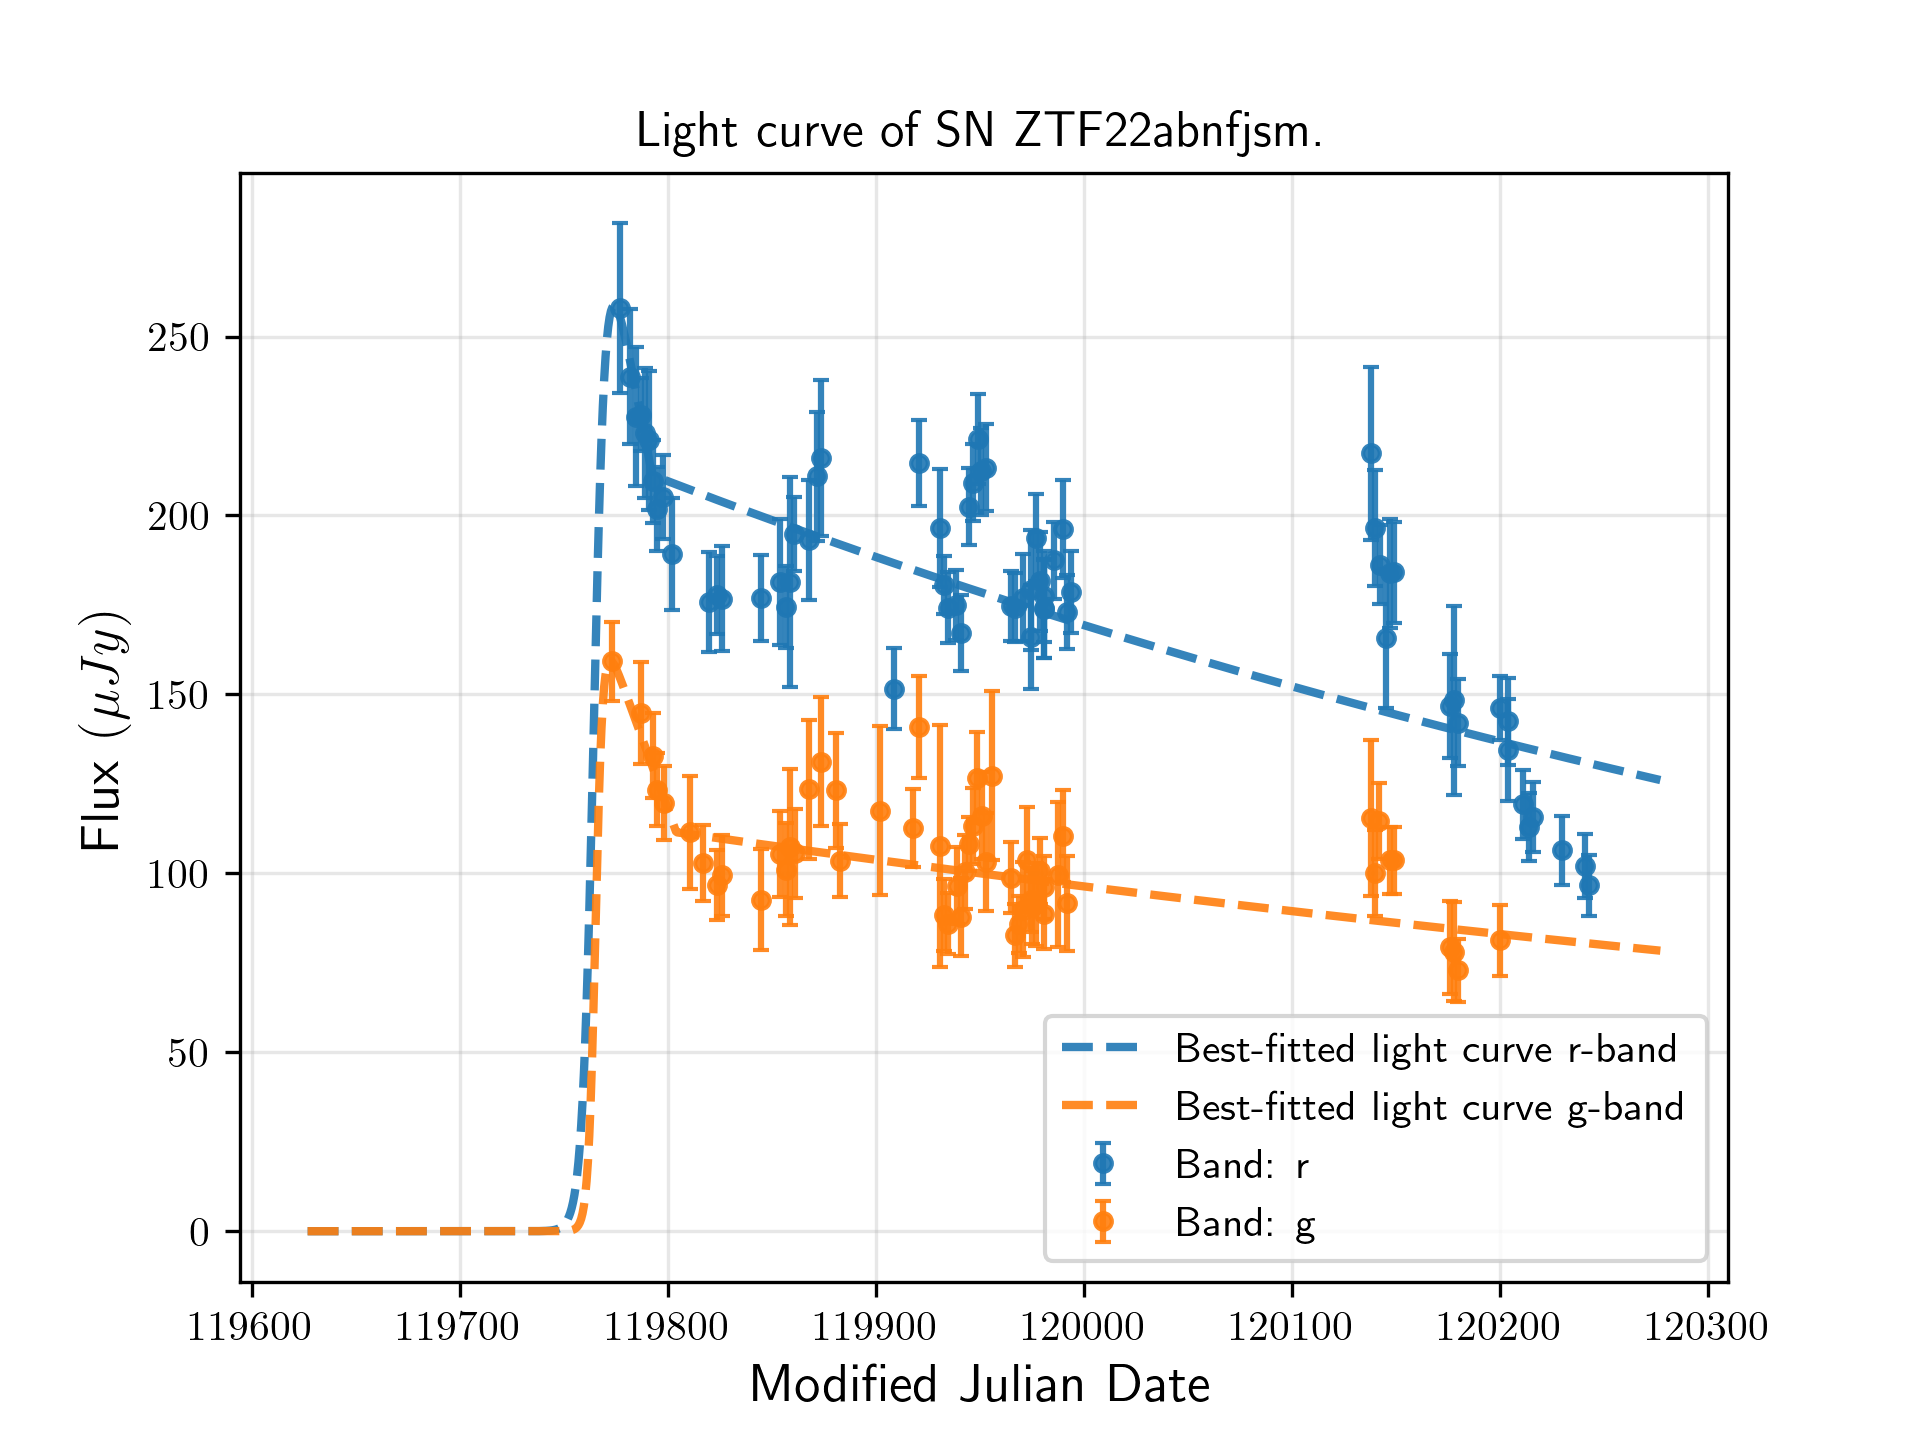 Light curve of SN ZTF22abnfjsm.
Flux (μJy)
250
200
150
100
50
0
119600 119700 119800 119900 120000 120100 120200 120300
Modified Julian Date
Best-fitted light curve r-band
Best-fitted light curve g-band
Band: r
Band: g